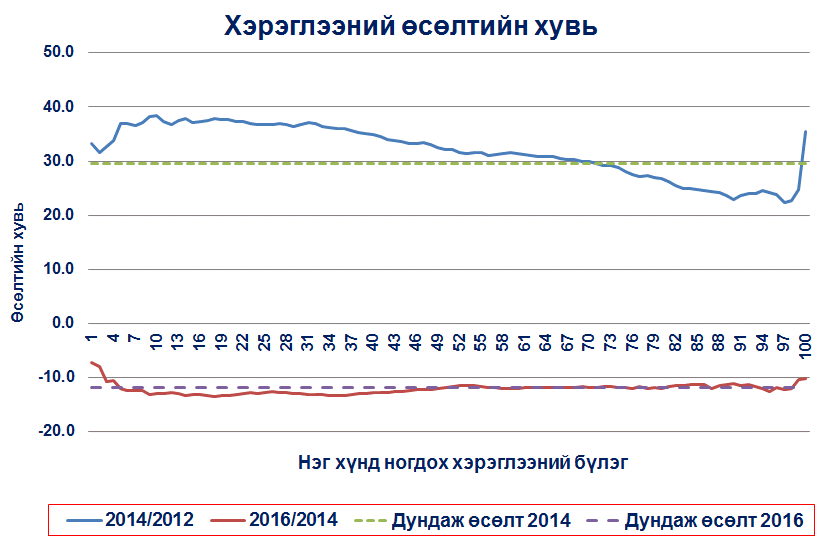 Хэрэглээний өсөлтийн хувь
Өсөлтийн хувь
50.0
40.0
30.0
20.0
10.0
0.0
-10.0
-20.0
1 4 7 10 13 16 19 22 25 28 31 34 37 40 43 46 49 52 55 58 61 64 67 70 73 76 79 82 85 88 91 94 97 100
Нэг хүнд ногдох хэрэглээний бүлэг
2014/2012 2016/2014 Дундаж өсөлт 2014 Дундаж өсөлт 2016